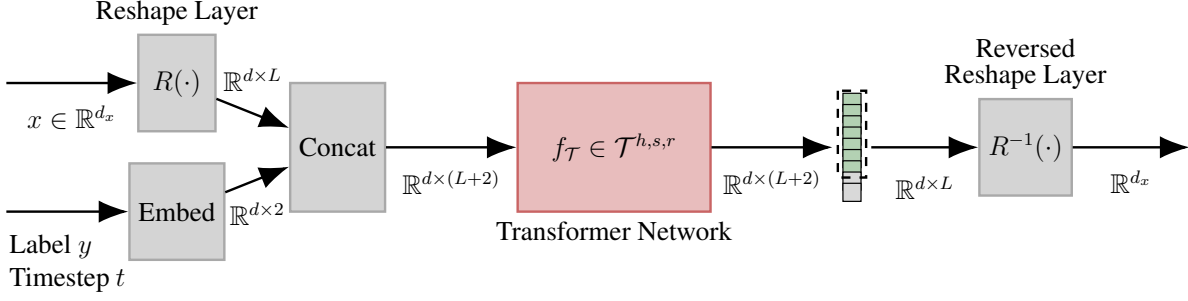 Reshape Layer
R(·)
x ∈ ℝ^{d_x}
ℝ^{d×L}
Embed
ℝ^{d×2}
Label y
Timestep t
Concat
ℝ^{d×(L+2)}
f_𝒯 ∈ 𝒯^{h,s,r}
Transformer Network
ℝ^{d×(L+2)}
ℝ^{d×L}
Reversed
Reshape Layer
R^{-1}(·)
ℝ^{d_x}